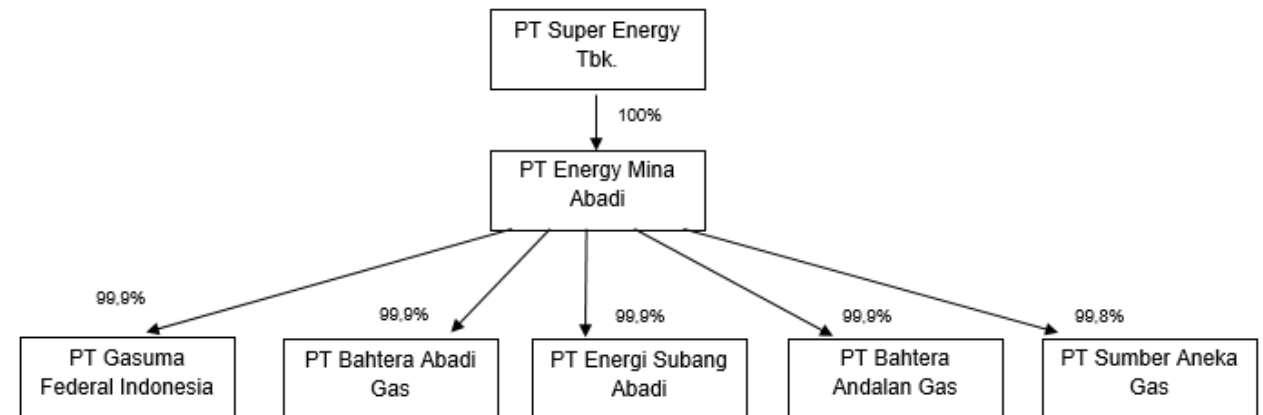 PT Super Energy
Tbk.
100%
PT Energy Mina
Abadi
99,9%
99,9%
99,9%
99,9%
99,8%
PT Gasuma
Federal Indonesia
PT Bahtera Abadi
Gas
PT Energi Subang
Abadi
PT Bahtera
Andalan Gas
PT Sumber Aneka
Gas